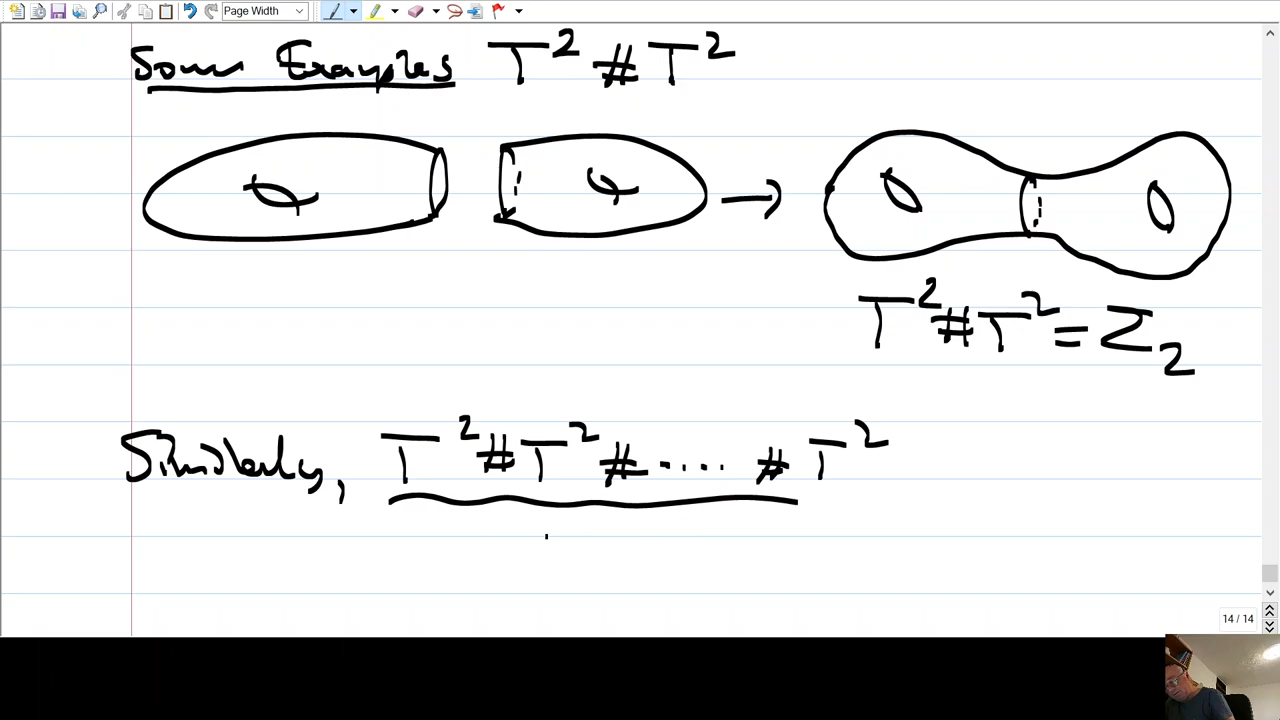 Page Width
Some Examples T² # T²
T² # T² = Σ₂
Similarly, T² # T² # ..... # T²
14 / 14